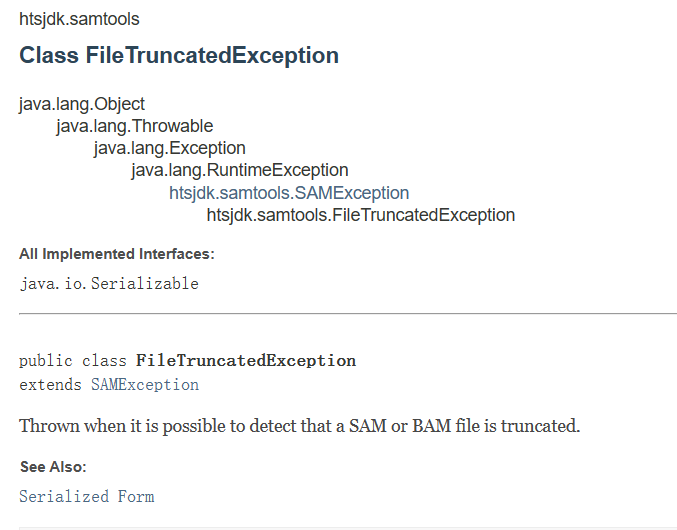 htsjdk.samtools
Class FileTruncatedException
java.lang.Object
java.lang.Throwable
java.lang.Exception
java.lang.RuntimeException
htsjdk.samtools.SAMException
htsjdk.samtools.FileTruncatedException
All Implemented Interfaces:
java.io.Serializable
public class FileTruncatedException
extends SAMException
Thrown when it is possible to detect that a SAM or BAM file is truncated.
See Also:
Serialized Form